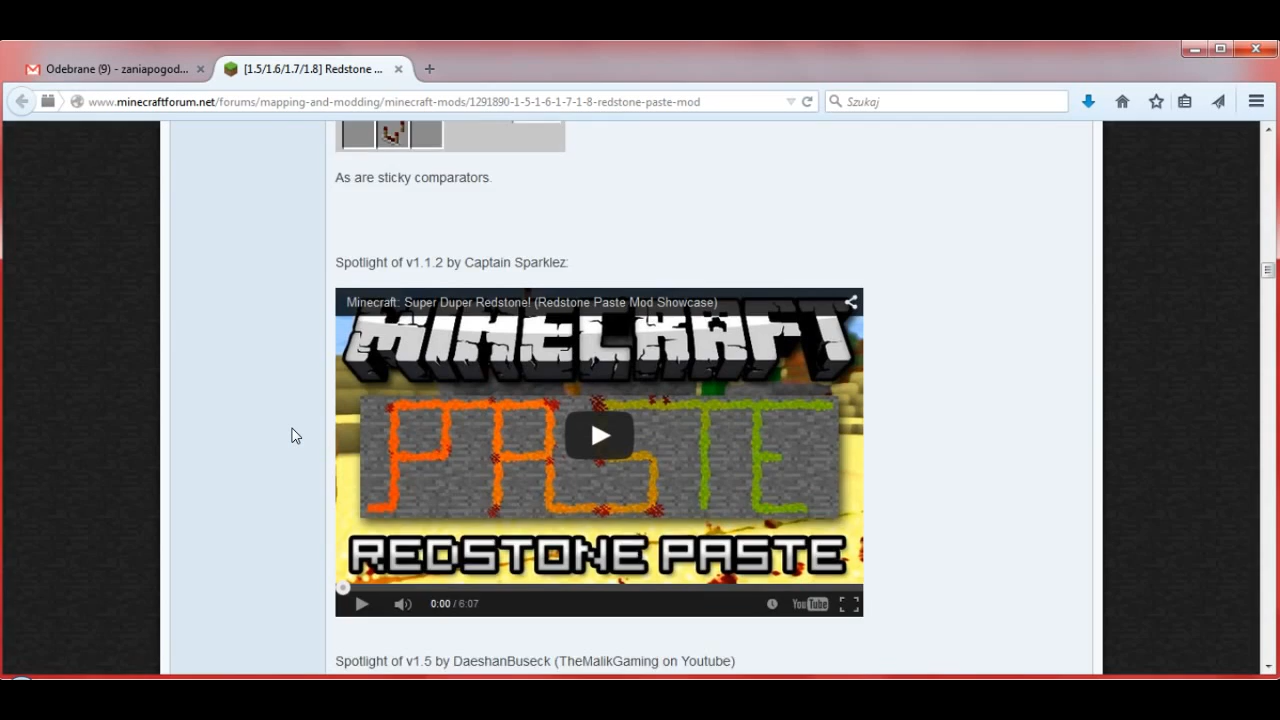 Odebrane (9) - zaniapogod...
[1.5/1.6/1.7/1.8] Redstone ...
www.minecraftforum.net/forums/mapping-and-modding/minecraft-mods/1291890-1-5-1-6-1-7-1-8-redstone-paste-mod
Szukaj
As are sticky comparators.
Spotlight of v1.1.2 by Captain Sparklez:
Minecraft: Super Duper Redstone! (Redstone Paste Mod Showcase)
MINECRAFT
PASTE
REDSTONE PASTE
0:00 / 6:07
YouTube
Spotlight of v1.5 by DaeshanBuseck (TheMalikGaming on Youtube)